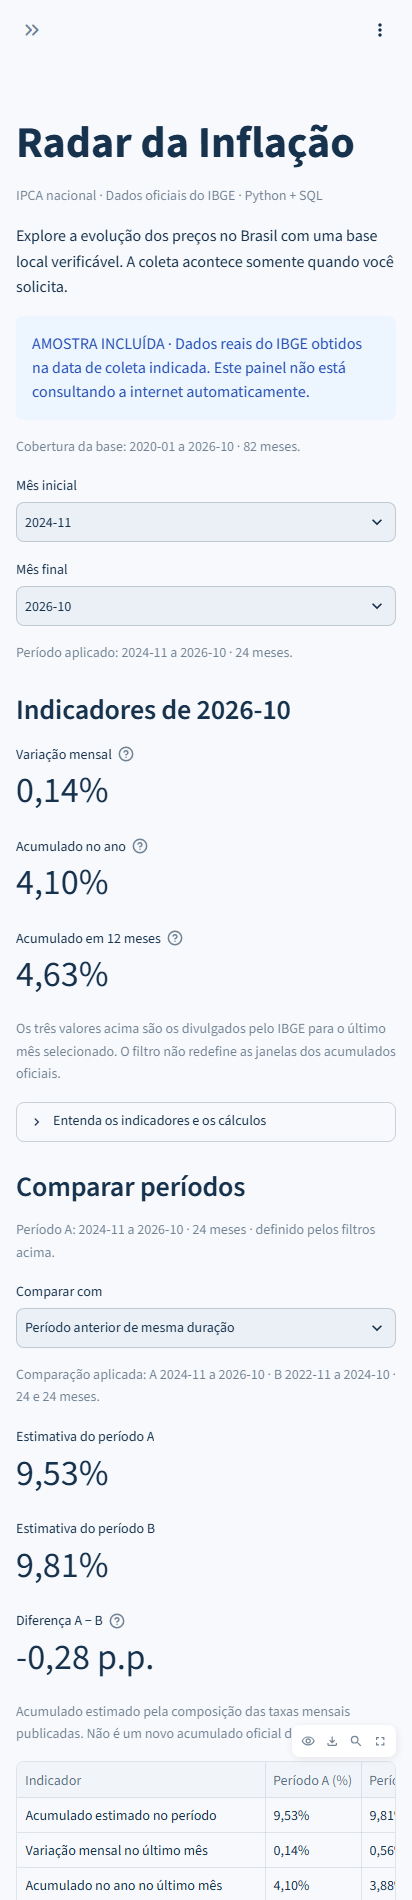 Radar da Inflação
IPCA nacional · Dados oficiais do IBGE · Python + SQL
Explore a evolução dos preços no Brasil com uma base
local verificável. A coleta acontece somente quando você
solicita.
AMOSTRA INCLUÍDA · Dados reais do IBGE obtidos
na data de coleta indicada. Este painel não está
consultando a internet automaticamente.
Cobertura da base: 2020-01 a 2026-10 · 82 meses.
Mês inicial
2024-11
Mês final
2026-10
Período aplicado: 2024-11 a 2026-10 · 24 meses.
Indicadores de 2026-10
Variação mensal
0,14%
Acumulado no ano
4,10%
Acumulado em 12 meses
4,63%
Os três valores acima são os divulgados pelo IBGE para o último
mês selecionado. O filtro não redefine as janelas dos acumulados
oficiais.
Entenda os indicadores e os cálculos
Comparar períodos
Período A: 2024-11 a 2026-10 · 24 meses · definido pelos filtros
acima.
Comparar com
Período anterior de mesma duração
Comparação aplicada: A 2024-11 a 2026-10 · B 2022-11 a 2024-10 ·
24 e 24 meses.
Estimativa do período A
9,53%
Estimativa do período B
9,81%
Diferença A − B
-0,28 p.p.
Acumulado estimado pela composição das taxas mensais
publicadas. Não é um novo acumulado oficial
Indicador Período A (%)
Acumulado estimado no período 9,53% 9,81%
Variação mensal no último mês 0,14% 0,56%
Acumulado no ano no último mês 4,10% 3,88%